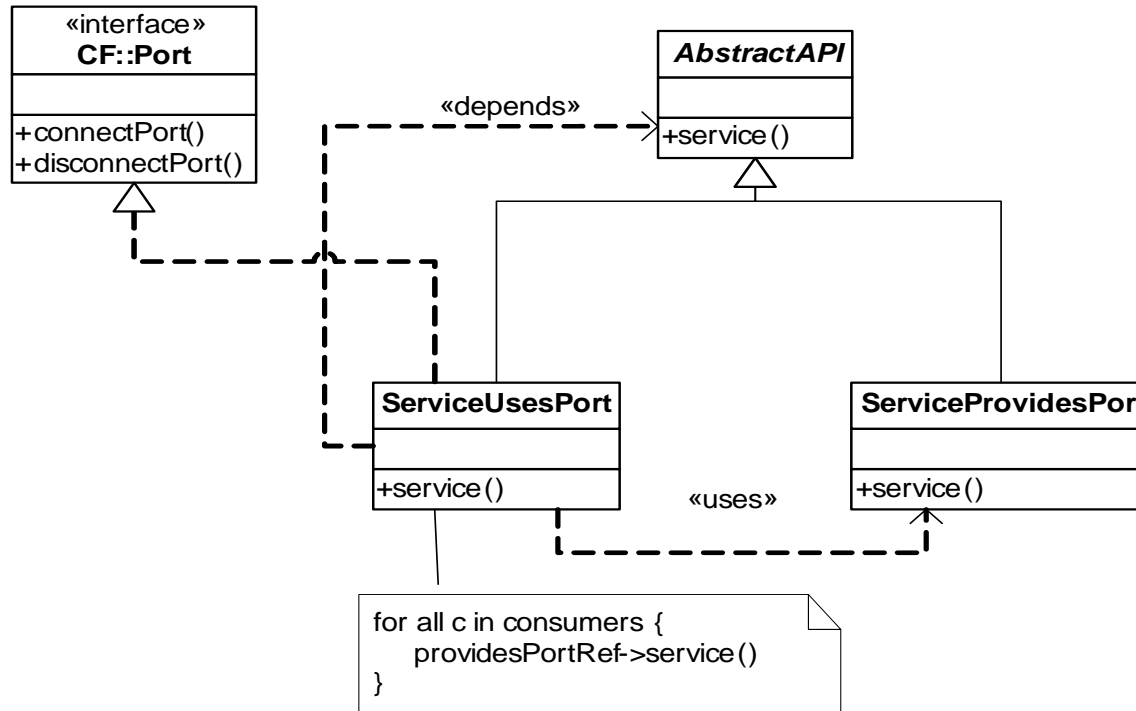 «interface»
CF::Port
+connectPort()
+disconnectPort()
AbstractAPI
+service()
«depends»
ServiceUsesPort
+service()
ServiceProvidesPor
+service()
«uses»
for all c in consumers {
providesPortRef->service()
}